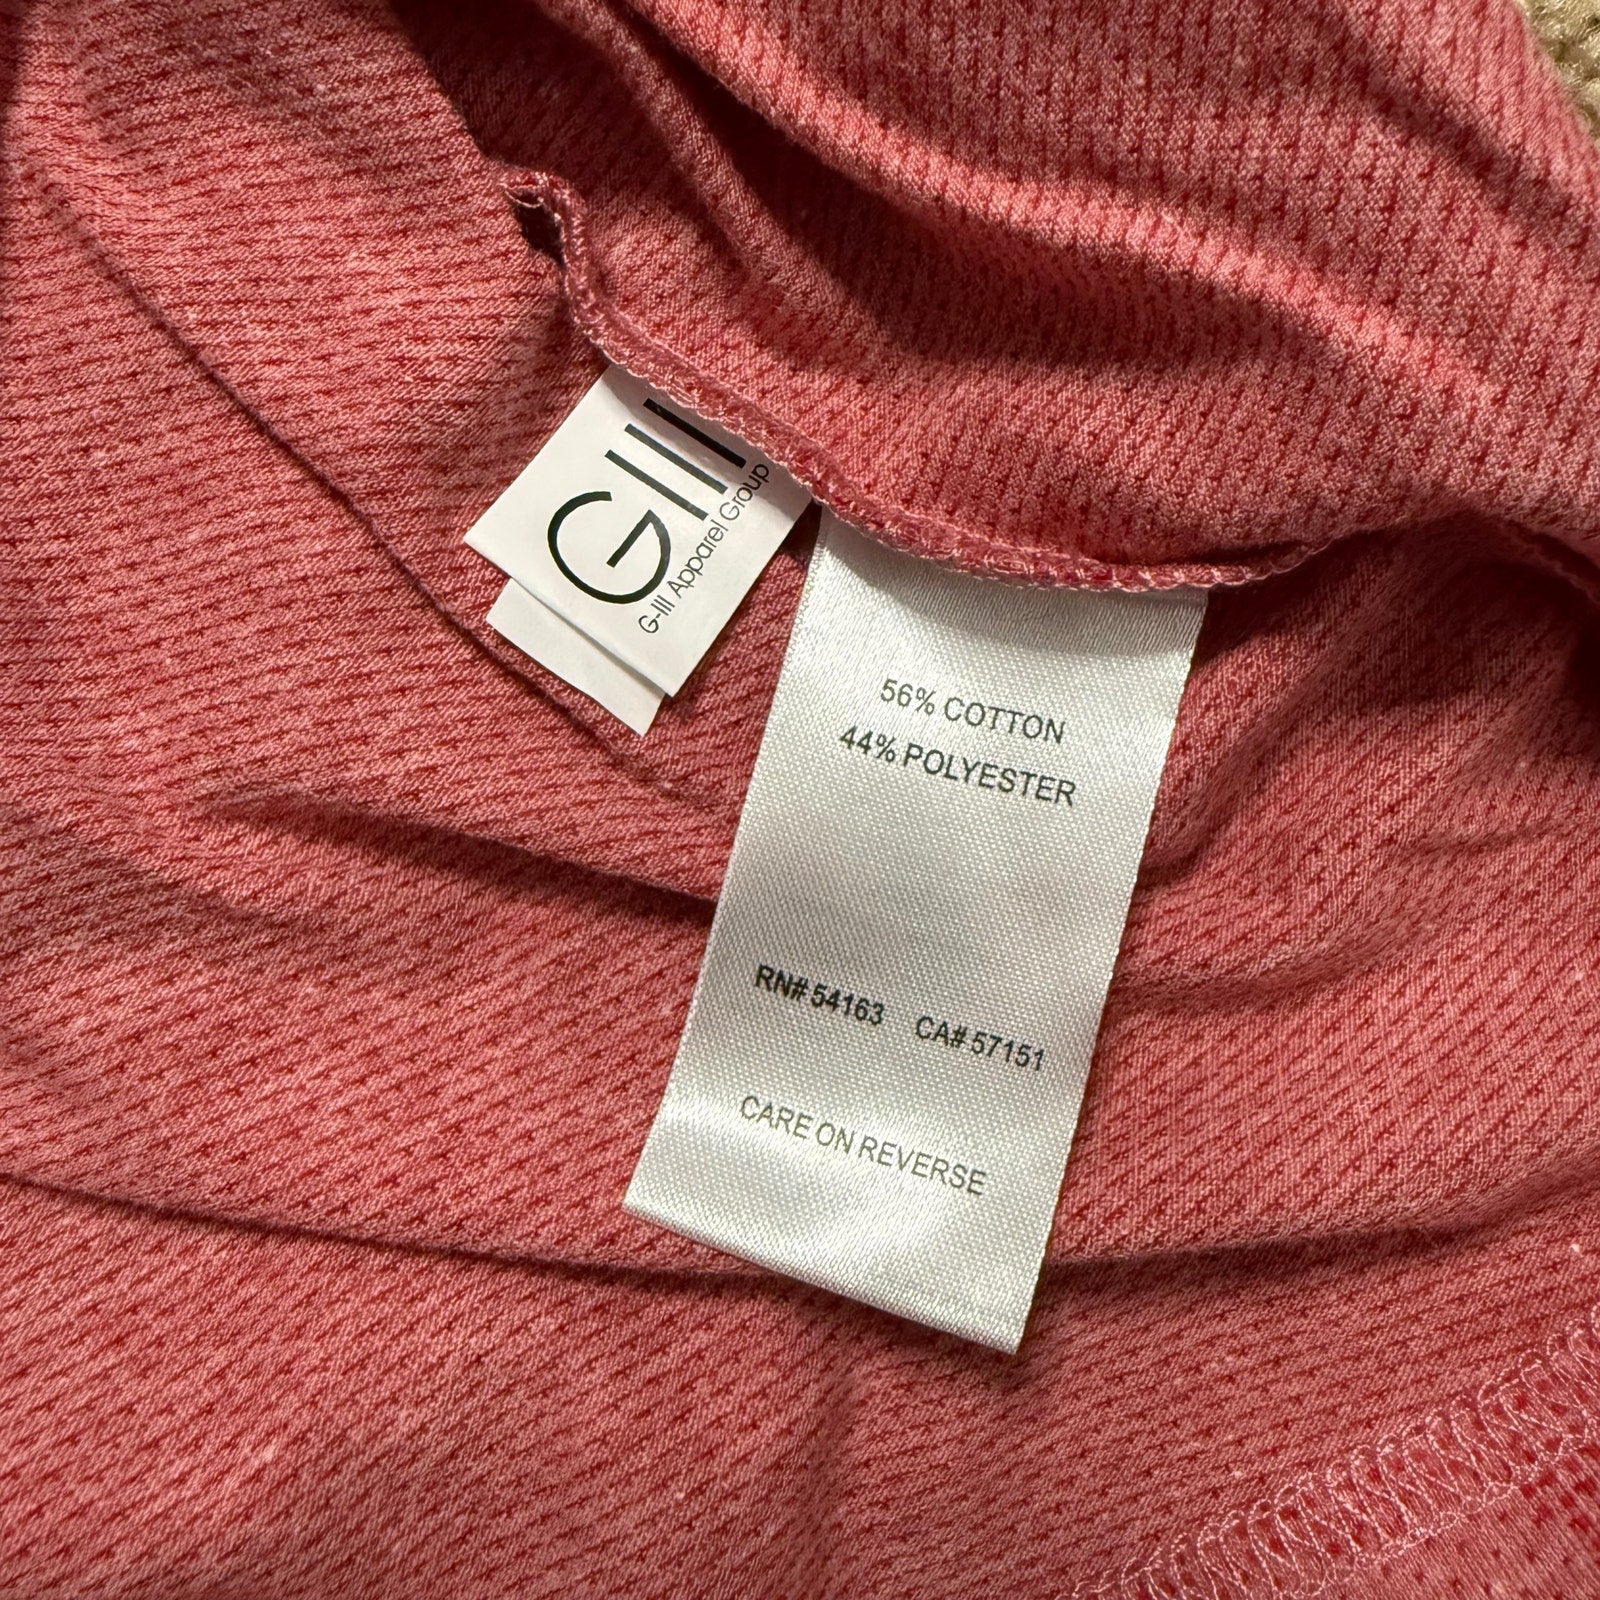 GIII
G-III Apparel Group
56% COTTON
44% POLYESTER
RN# 54163 CA# 57151
CARE ON REVERSE